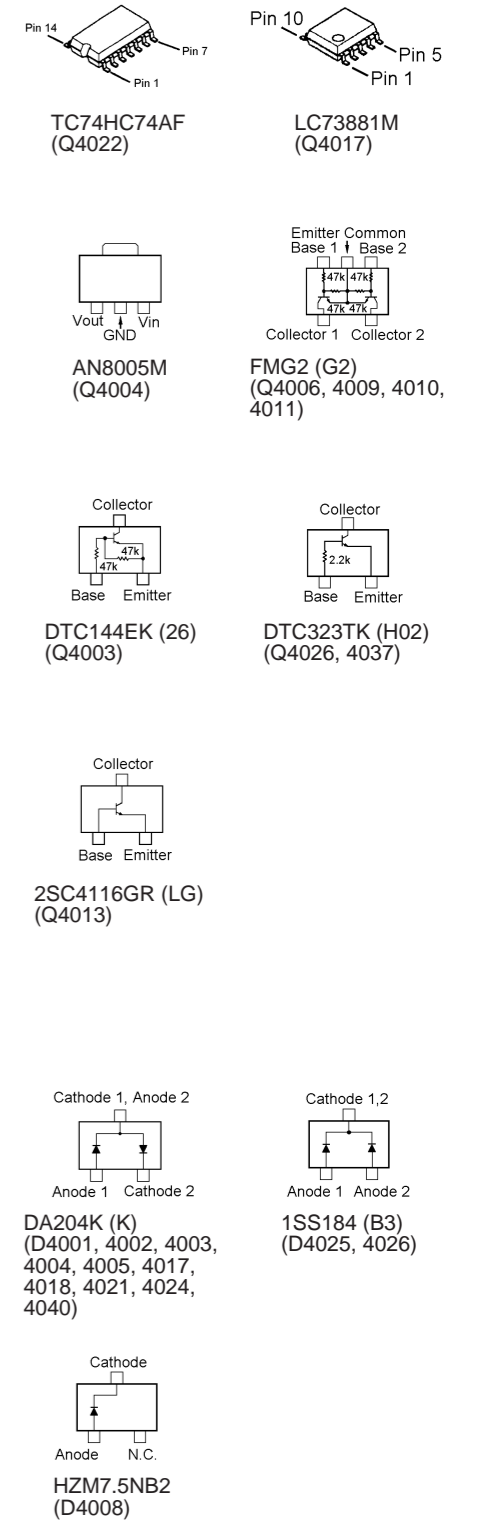 Pin 14
Pin 7
Pin 1
TC74HC74AF
(Q4022)
Pin 10
Pin 5
Pin 1
LC73881M
(Q4017)
Vout
GND
Vin
AN8005M
(Q4004)
Emitter Common
Base 1 Base 2
47k 47k
47k 47k
Collector 1 Collector 2
FMG2 (G2)
(Q4006, 4009, 4010,
4011)
Collector
47k
47k
Base Emitter
DTC144EK (26)
(Q4003)
Collector
2.2k
Base Emitter
DTC323TK (H02)
(Q4026, 4037)
Collector
Base Emitter
2SC4116GR (LG)
(Q4013)
Cathode 1, Anode 2
Anode 1 Cathode 2
DA204K (K)
(D4001, 4002, 4003,
4004, 4005, 4017,
4018, 4021, 4024,
4040)
Cathode 1,2
Anode 1 Anode 2
1SS184 (B3)
(D4025, 4026)
Cathode
Anode N.C.
HZM7.5NB2
(D4008)